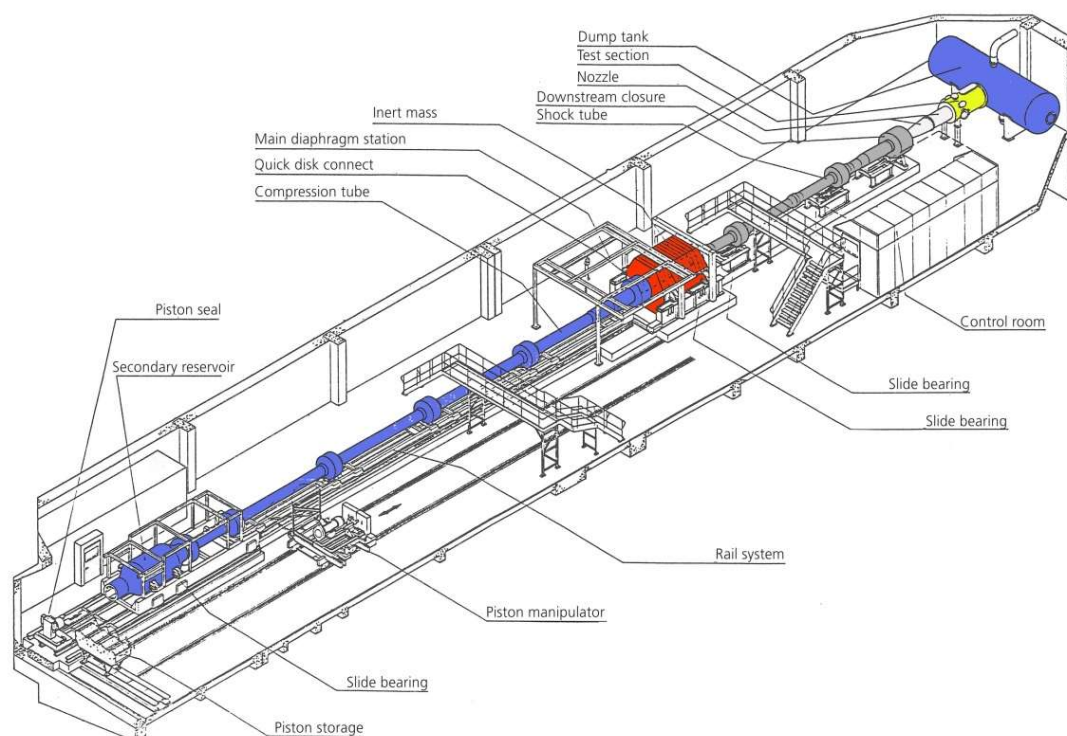 Dump tank
Test section
Nozzle
Downstream closure
Shock tube
Inert mass
Main diaphragm station
Quick disk connect
Compression tube
Piston seal
Secondary reservoir
Control room
Slide bearing
Slide bearing
Rail system
Piston manipulator
Slide bearing
Piston storage